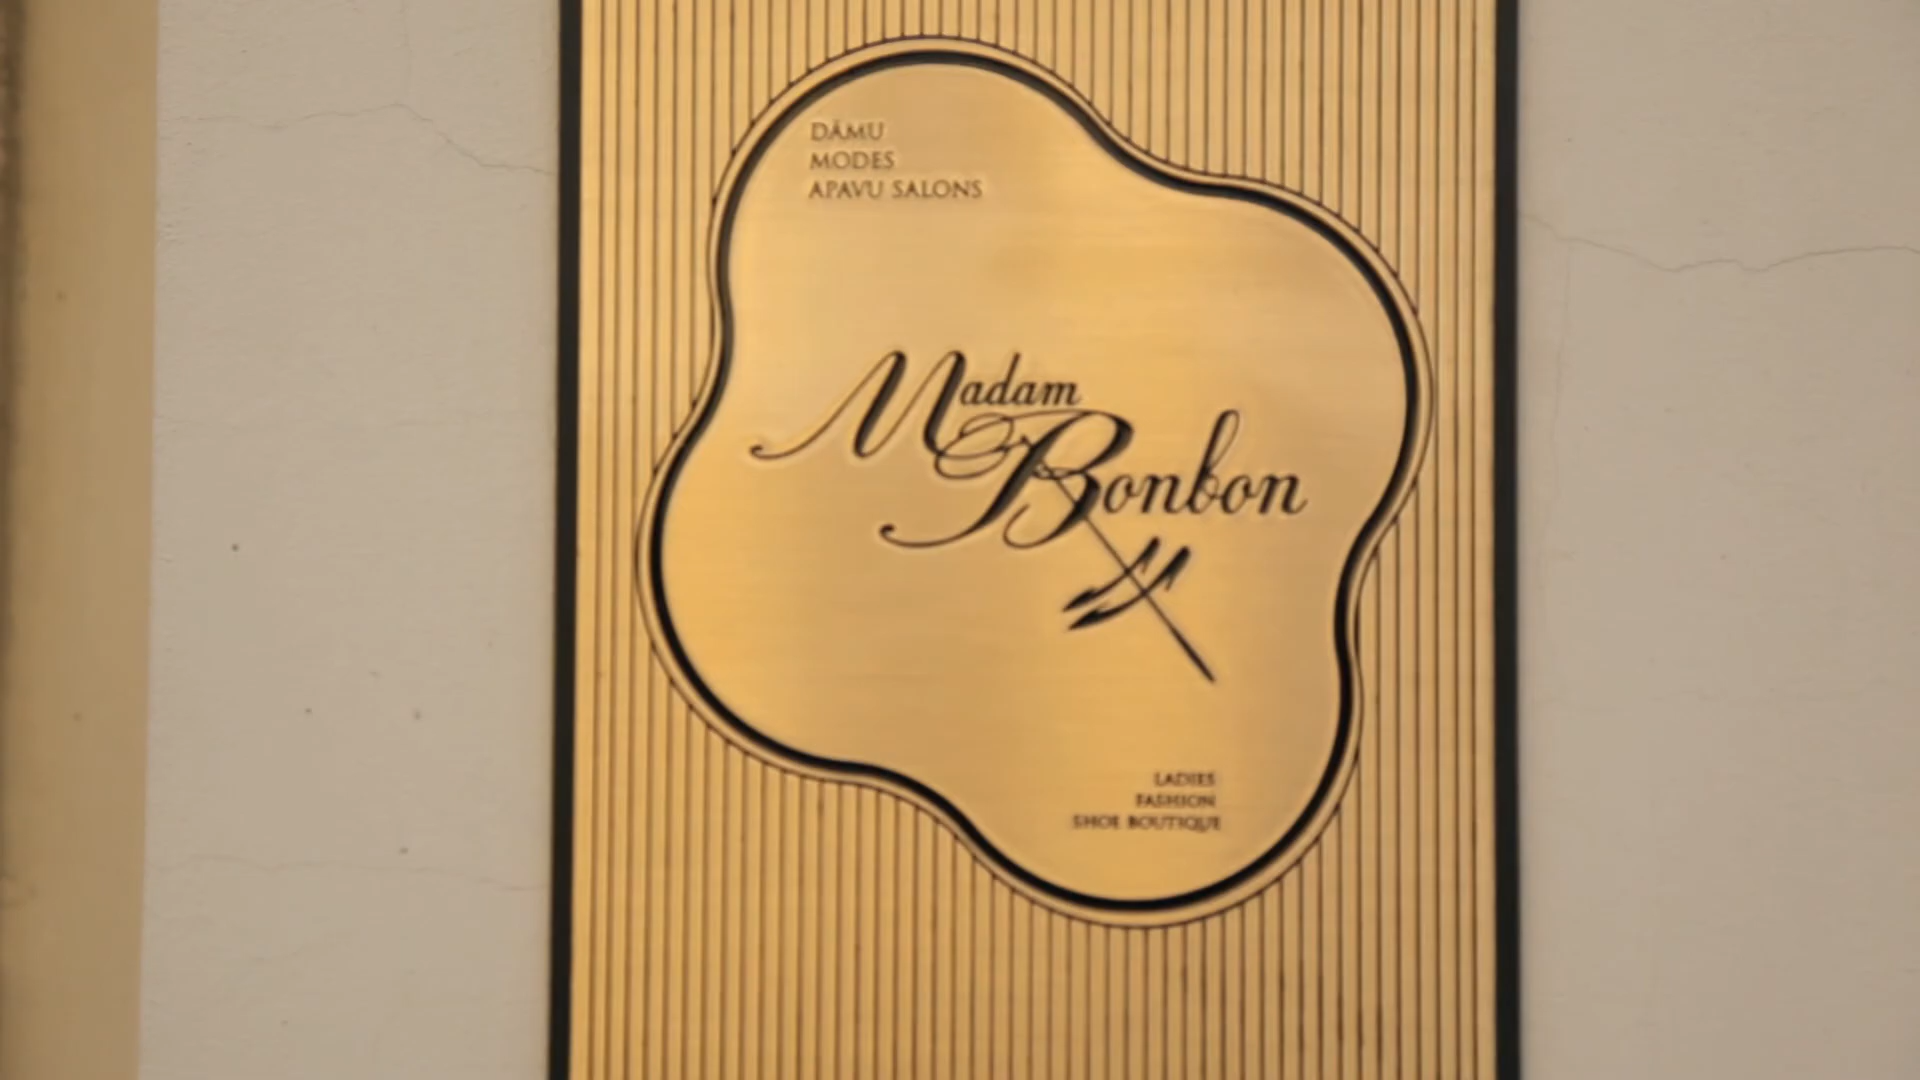 DĀMU
MODES
APAVU SALONS
Madam
Bonbon
LADIES
FASHION
SHOE BOUTIQUE